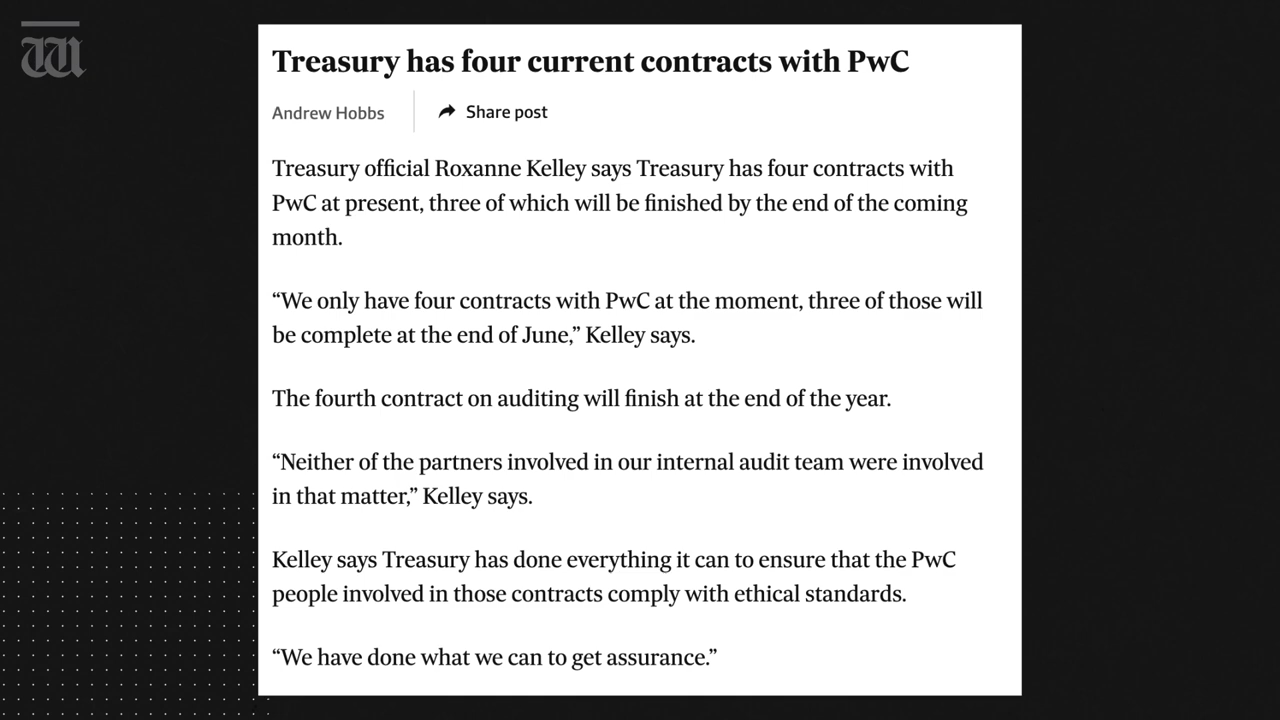 W
Treasury has four current contracts with PwC
Andrew Hobbs
Share post
Treasury official Roxanne Kelley says Treasury has four contracts with
PwC at present, three of which will be finished by the end of the coming
month.
“We only have four contracts with PwC at the moment, three of those will
be complete at the end of June,” Kelley says.
The fourth contract on auditing will finish at the end of the year.
“Neither of the partners involved in our internal audit team were involved
in that matter,” Kelley says.
Kelley says Treasury has done everything it can to ensure that the PwC
people involved in those contracts comply with ethical standards.
“We have done what we can to get assurance.”